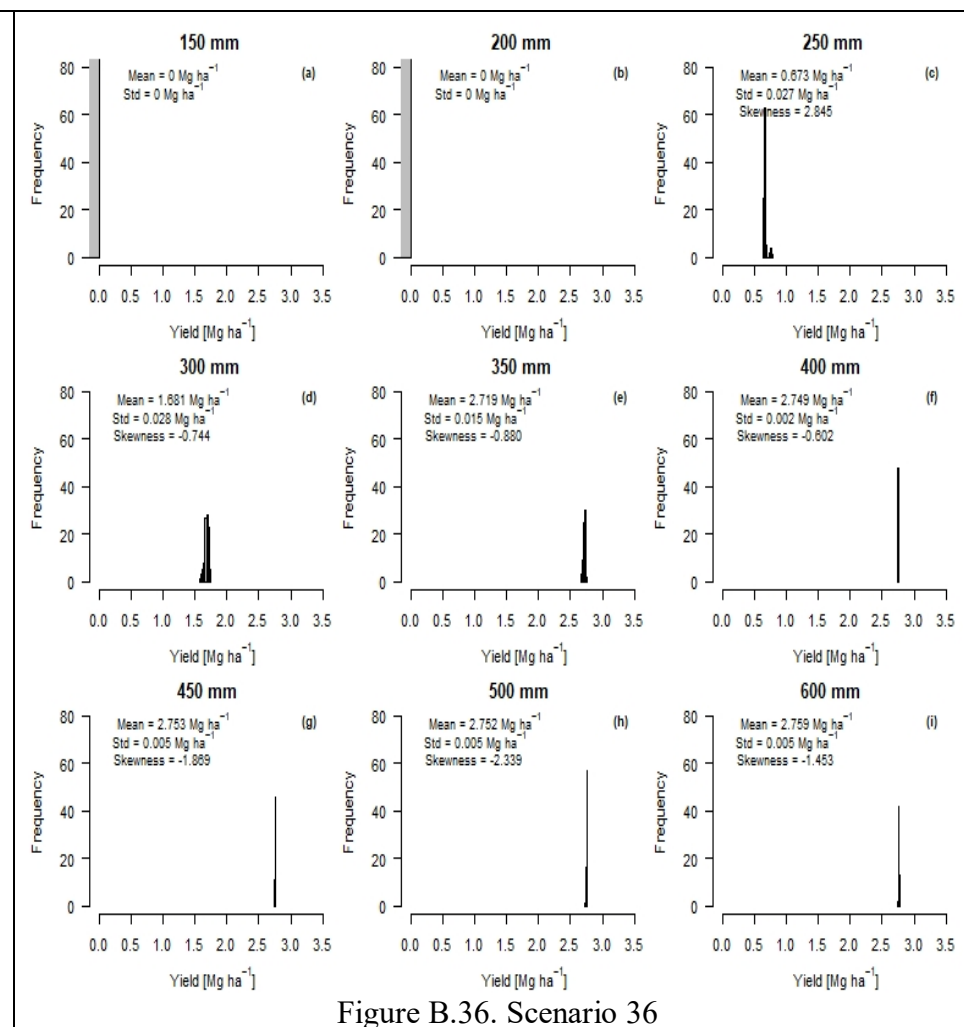 150 mm
Mean = 0 Mg ha⁻¹
Std = 0 Mg ha⁻¹
(a)
80
60
40
20
0
Frequency
0.0 0.5 1.0 1.5 2.0 2.5 3.0 3.5
Yield [Mg ha⁻¹]
200 mm
Mean = 0 Mg ha⁻¹
Std = 0 Mg ha⁻¹
(b)
80
60
40
20
0
Frequency
0.0 0.5 1.0 1.5 2.0 2.5 3.0 3.5
Yield [Mg ha⁻¹]
250 mm
Mean = 0.673 Mg ha⁻¹
Std = 0.027 Mg ha⁻¹
Skewness = 2.845
(c)
80
60
40
20
0
Frequency
0.0 0.5 1.0 1.5 2.0 2.5 3.0 3.5
Yield [Mg ha⁻¹]
300 mm
Mean = 1.681 Mg ha⁻¹
Std = 0.028 Mg ha⁻¹
Skewness = -0.744
(d)
80
60
40
20
0
Frequency
0.0 0.5 1.0 1.5 2.0 2.5 3.0 3.5
Yield [Mg ha⁻¹]
350 mm
Mean = 2.719 Mg ha⁻¹
Std = 0.015 Mg ha⁻¹
Skewness = -0.880
(e)
80
60
40
20
0
Frequency
0.0 0.5 1.0 1.5 2.0 2.5 3.0 3.5
Yield [Mg ha⁻¹]
400 mm
Mean = 2.749 Mg ha⁻¹
Std = 0.002 Mg ha⁻¹
Skewness = -0.602
(f)
80
60
40
20
0
Frequency
0.0 0.5 1.0 1.5 2.0 2.5 3.0 3.5
Yield [Mg ha⁻¹]
450 mm
Mean = 2.753 Mg ha⁻¹
Std = 0.005 Mg ha⁻¹
Skewness = -1.869
(g)
80
60
40
20
0
Frequency
0.0 0.5 1.0 1.5 2.0 2.5 3.0 3.5
Yield [Mg ha⁻¹]
500 mm
Mean = 2.752 Mg ha⁻¹
Std = 0.005 Mg ha⁻¹
Skewness = -2.339
(h)
80
60
40
20
0
Frequency
0.0 0.5 1.0 1.5 2.0 2.5 3.0 3.5
Yield [Mg ha⁻¹]
600 mm
Mean = 2.759 Mg ha⁻¹
Std = 0.005 Mg ha⁻¹
Skewness = -1.453
(i)
80
60
40
20
0
Frequency
0.0 0.5 1.0 1.5 2.0 2.5 3.0 3.5
Yield [Mg ha⁻¹]
Figure B.36. Scenario 36